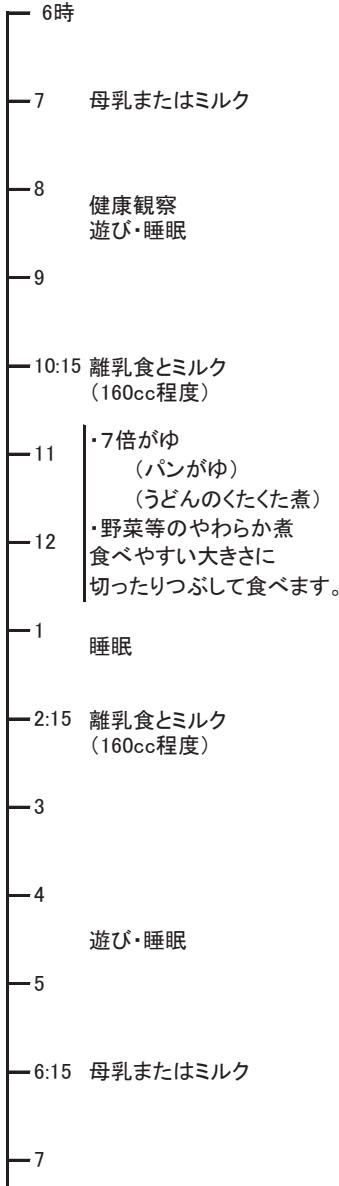 6時
7 母乳またはミルク
8
健康観察
遊び・睡眠
9
10:15 離乳食とミルク
（160cc程度）
・7倍がゆ
11
（パンがゆ）
（うどんのくたくた煮）
・野菜等のやわらか煮
12
食べやすい大きさに
切ったりつぶして食べます。
1
睡眠
2:15 離乳食とミルク
（160cc程度）
3
4
遊び・睡眠
5
6:15 母乳またはミルク
7